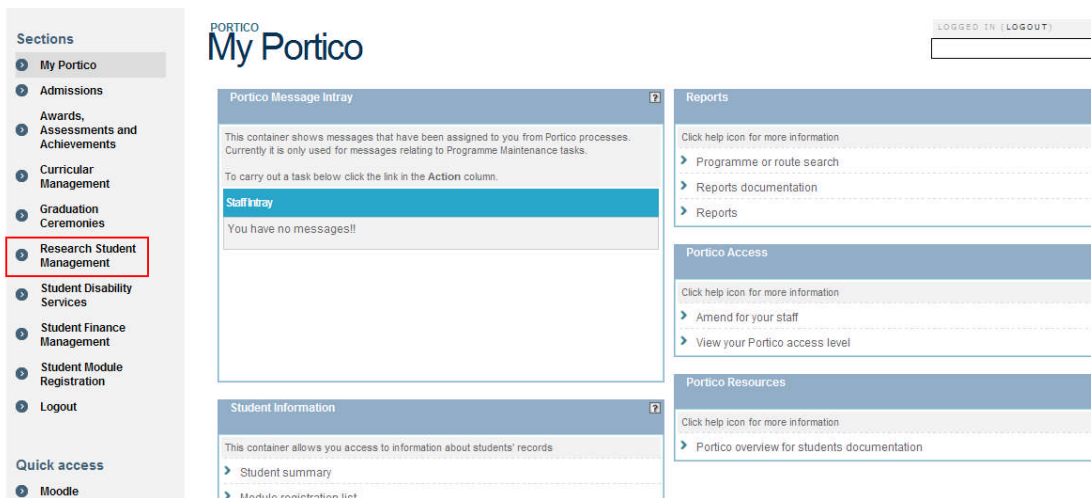 Sections
My Portico
Admissions
Awards,
Assessments and
Achievements
Curricular
Management
Graduation
Ceremonies
Research Student
Management
Student Disability
Services
Student Finance
Management
Student Module
Registration
Logout
Quick access
Moodle
PORTICO
My Portico
LOGGED IN (LOGOUT)
Portico Message Intray
?
This container shows messages that have been assigned to you from Portico processes.
Currently it is only used for messages relating to Programme Maintenance tasks.
To carry out a task below click the link in the Action column.
Staff Intray
You have no messages!!
Student Information
?
This container allows you access to information about students' records
Student summary
Module registration list
Reports
Click help icon for more information
Programme or route search
Reports documentation
Reports
Portico Access
Click help icon for more information
Amend for your staff
View your Portico access level
Portico Resources
Click help icon for more information
Portico overview for students documentation